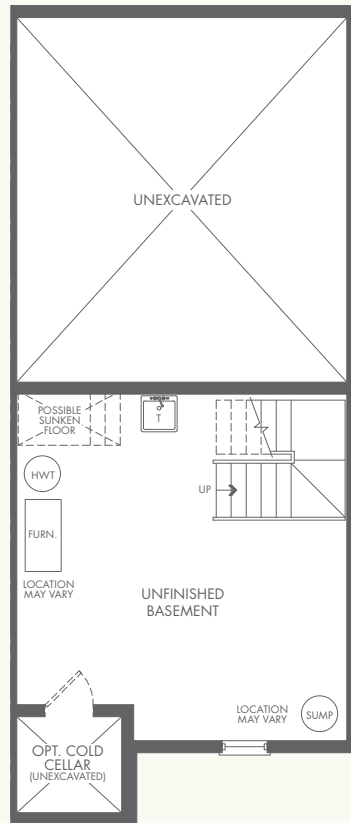 UNEXCAVATED
POSSIBLE
SUNKEN
FLOOR
T
HWT
UP
FURN.
LOCATION
MAY VARY
UNFINISHED
BASEMENT
LOCATION
MAY VARY
SUMP
OPT. COLD
CELLAR
(UNEXCAVATED)